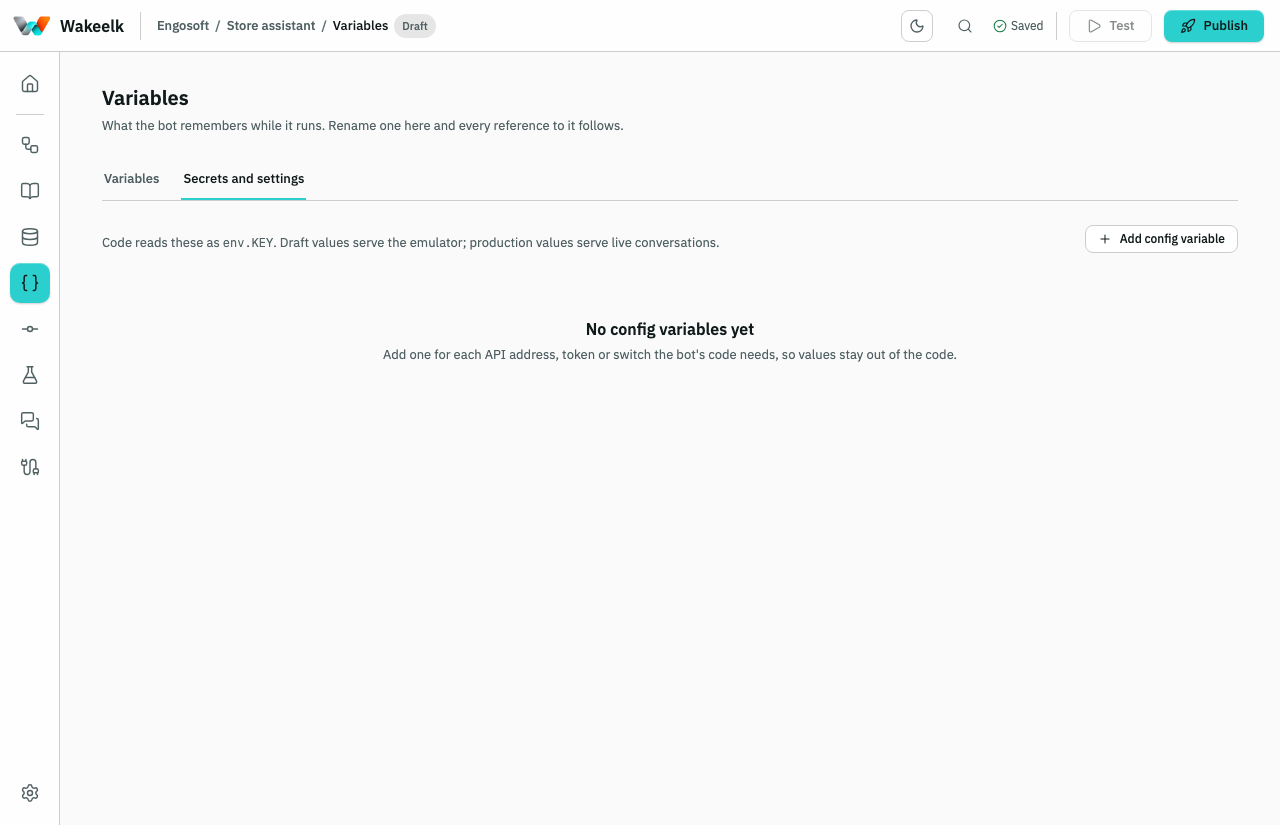 Wakeelk
Engosoft / Store assistant / Variables Draft
Saved
Test
Publish
Variables
What the bot remembers while it runs. Rename one here and every reference to it follows.
Variables
Secrets and settings
Code reads these as env.KEY. Draft values serve the emulator; production values serve live conversations.
Add config variable
No config variables yet
Add one for each API address, token or switch the bot's code needs, so values stay out of the code.